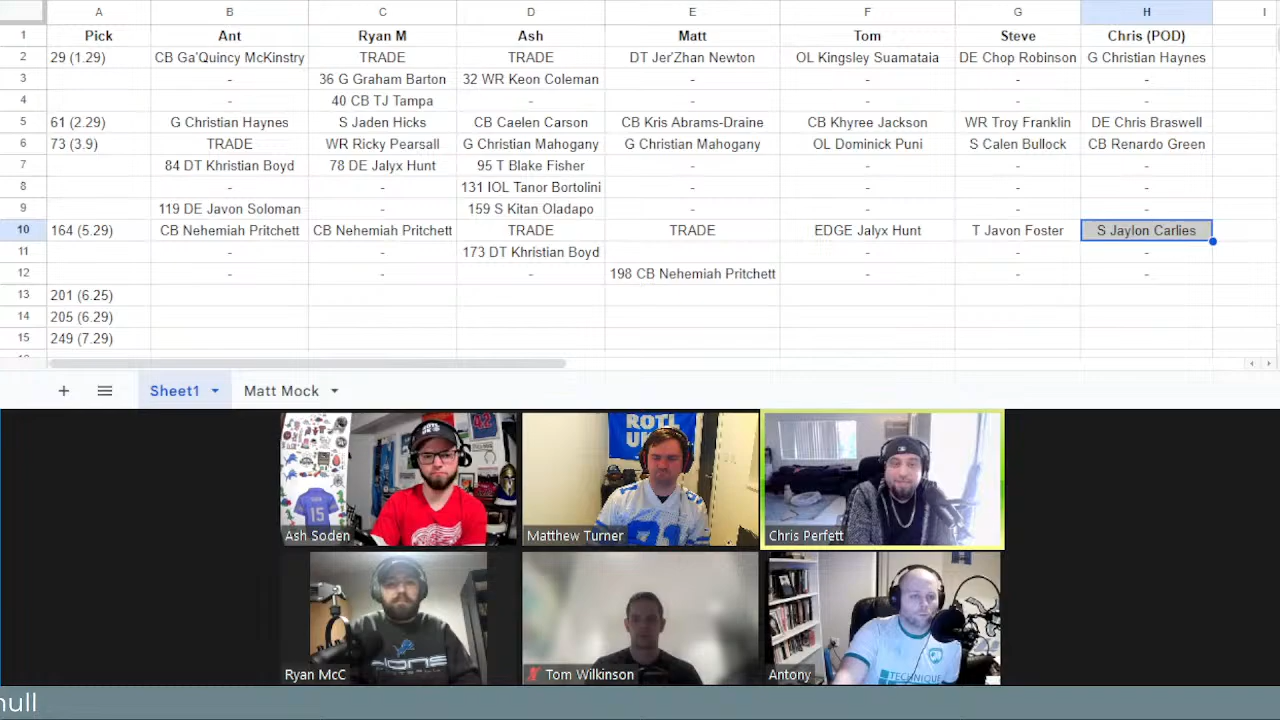 A B C D E F G H I
1 Pick Ant Ryan M Ash Matt Tom Steve Chris (POD)
2 29 (1.29) CB Ga'Quincy McKinstry TRADE TRADE DT Jer'Zhan Newton OL Kingsley Suamataia DE Chop Robinson G Christian Haynes
3 - 36 G Graham Barton 32 WR Keon Coleman - - - -
4 - 40 CB TJ Tampa - - - - -
5 61 (2.29) G Christian Haynes S Jaden Hicks CB Caelen Carson CB Kris Abrams-Draine CB Khyree Jackson WR Troy Franklin DE Chris Braswell
6 73 (3.9) TRADE WR Ricky Pearsall G Christian Mahogany G Christian Mahogany OL Dominick Puni S Calen Bullock CB Renardo Green
7 84 DT Khristian Boyd 78 DE Jalyx Hunt 95 T Blake Fisher - - - -
8 - - 131 IOL Tanor Bortolini - - - -
9 119 DE Javon Soloman - 159 S Kitan Oladapo - - - -
10 164 (5.29) CB Nehemiah Pritchett CB Nehemiah Pritchett TRADE TRADE EDGE Jalyx Hunt T Javon Foster S Jaylon Carlies
11 - - 173 DT Khristian Boyd - - -
12 - - - 198 CB Nehemiah Pritchett - - -
13 201 (6.25)
14 205 (6.29)
15 249 (7.29)
+ Sheet1 Matt Mock
15
42
Ash Soden
ROTL
UK
91
Matthew Turner
Chris Perfett
Ryan McC
Tom Wilkinson
TECHNIQUE
Antony
null